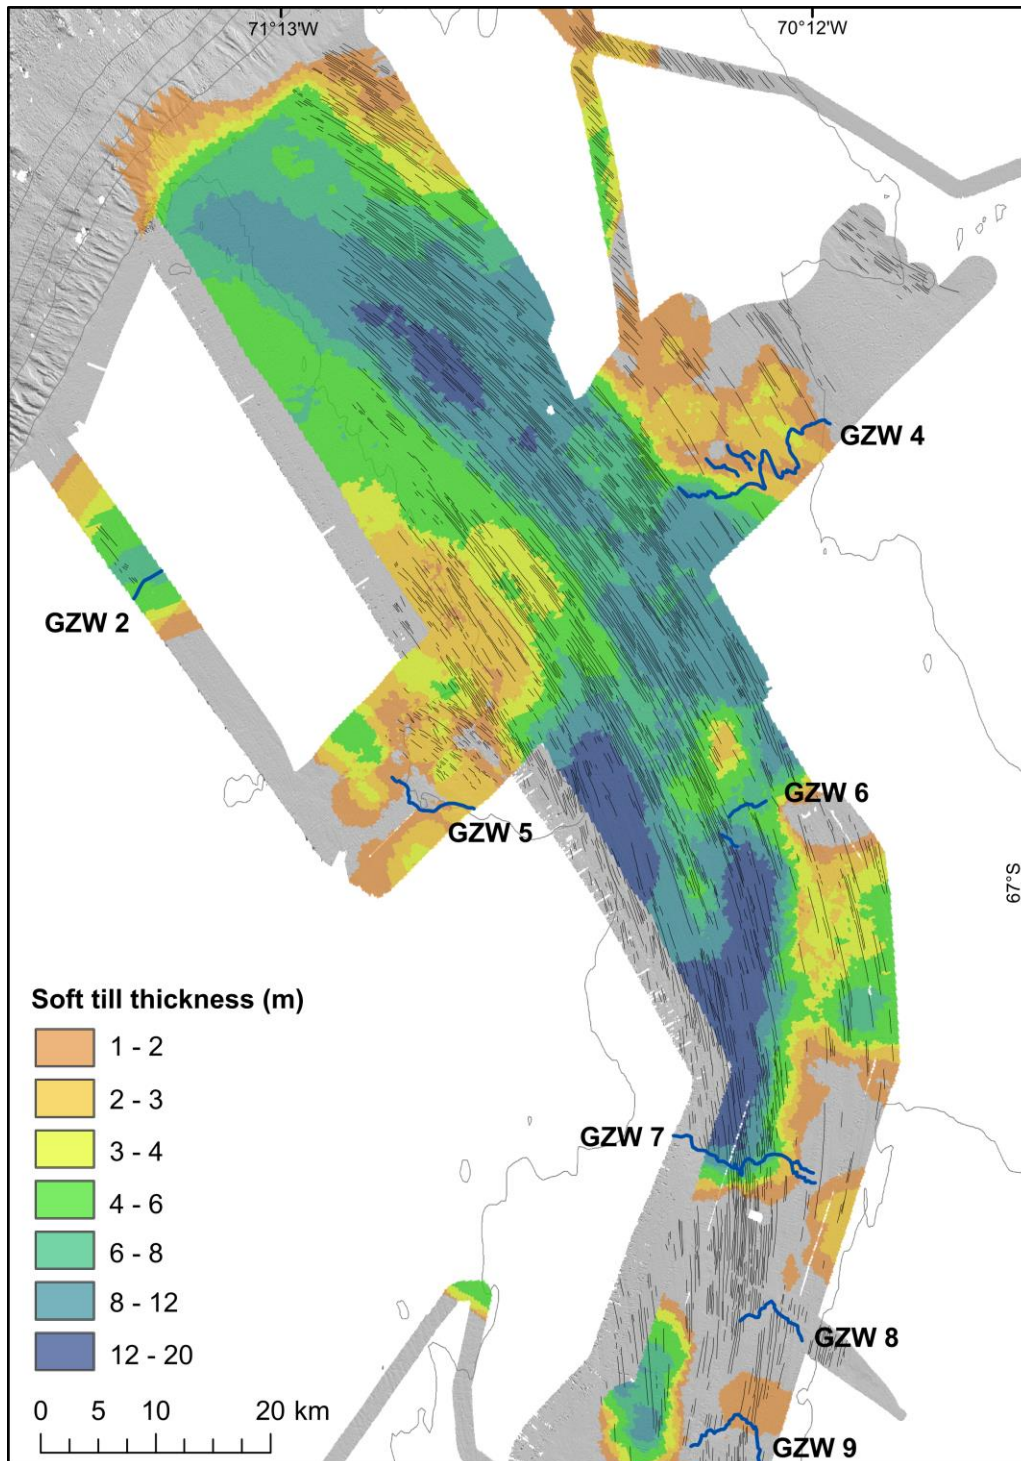 71°13'W
70°12'W
GZW 4
GZW 2
GZW 6
GZW 5
67°S
Soft till thickness (m)
1 - 2
2 - 3
3 - 4
4 - 6
6 - 8
8 - 12
12 - 20
GZW 7
GZW 8
0 5 10 20 km
GZW 9